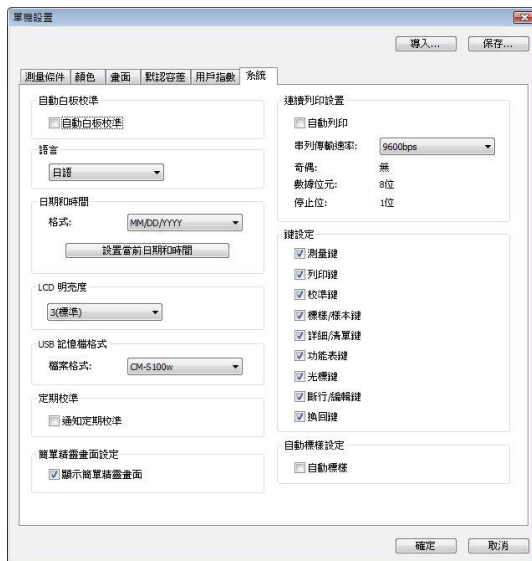 單機設置
導入...
保存...
測量條件
顏色
畫面
默認容差
用戶指數
系統
自動白板校準
自動白板校準
語言
日語
日期和時間
格式:
MM/DD/YYYY
設置當前日期和時間
LCD 明亮度
3(標準)
USB 記憶檔格式
檔案格式:
CM-S100w
定期校準
通知定期校準
簡單精靈畫面設定
顯示簡單精靈畫面
連續列印設置
自動列印
串列傳輸速率:
9600bps
奇偶:
無
數據位元:
8位
停止位:
1位
鍵設定
測量鍵
列印鍵
校準鍵
標樣/樣本鍵
詳細/清單鍵
功能表鍵
光標鍵
斷行/編輯鍵
換回鍵
自動標樣設定
自動標樣
確定
取消